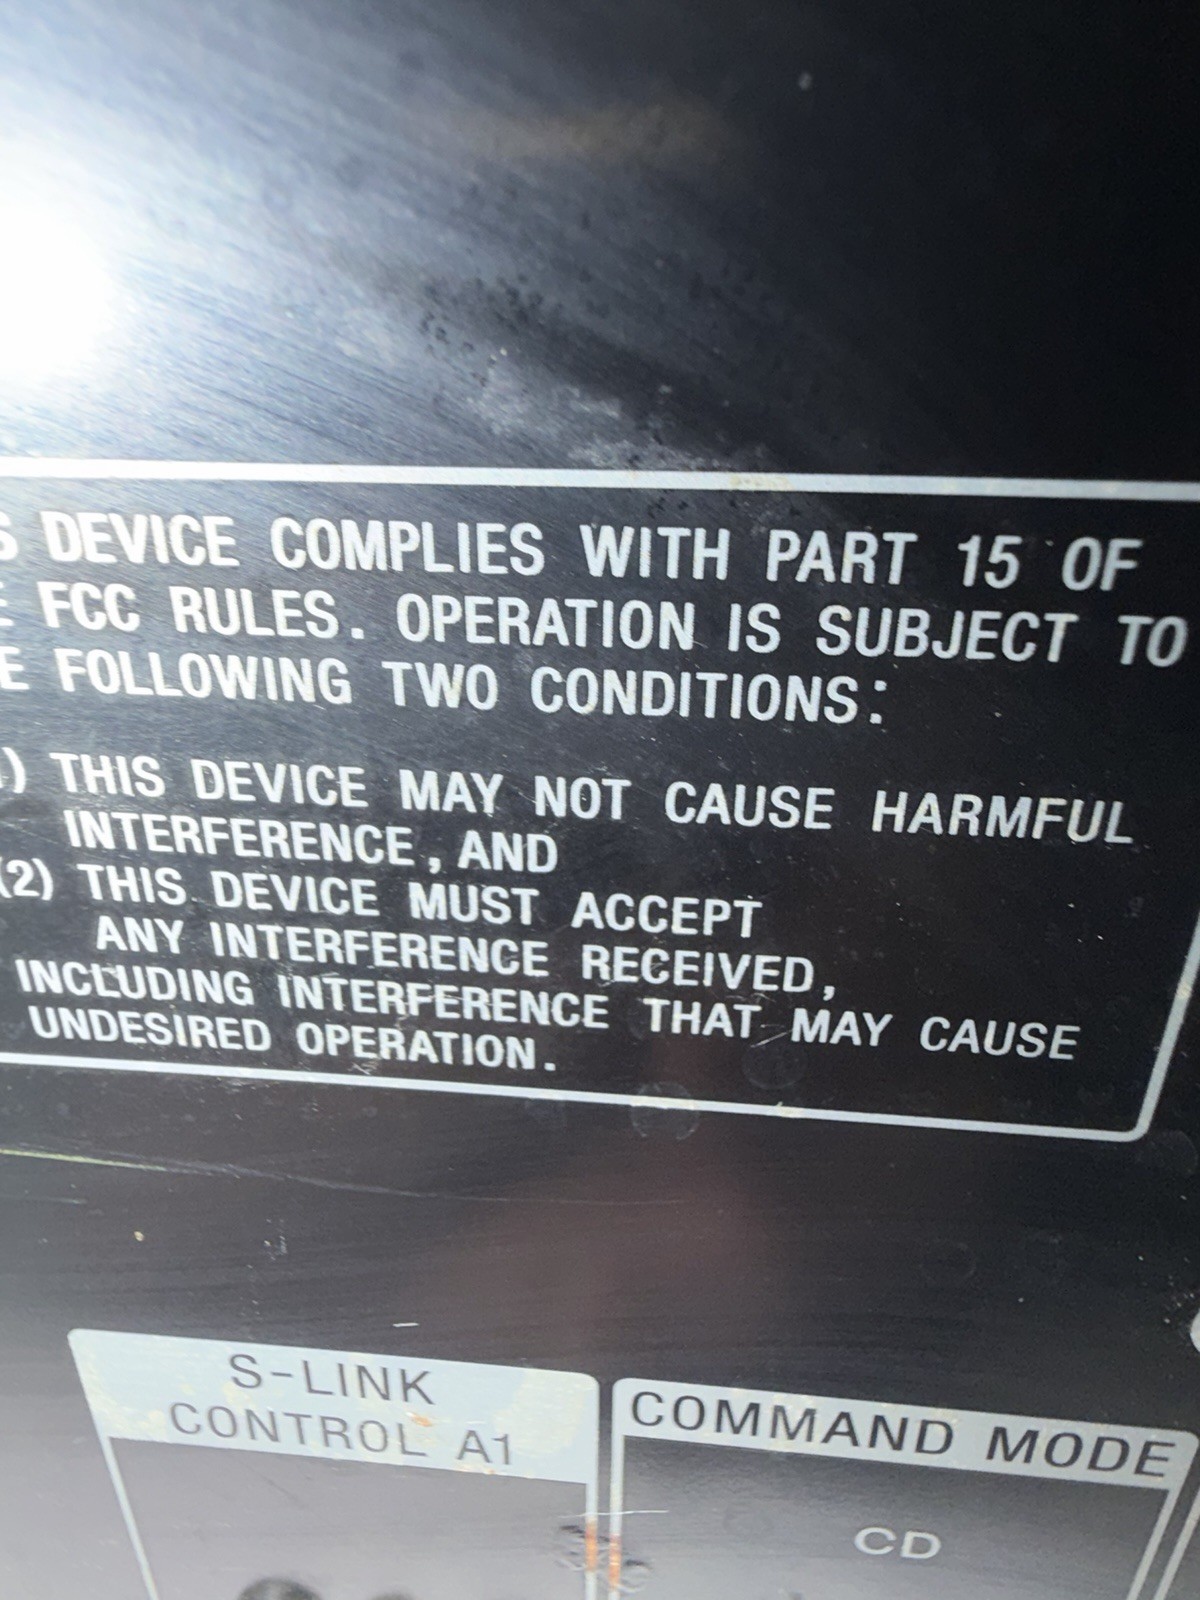 S DEVICE COMPLIES WITH PART 15 OF
E FCC RULES. OPERATION IS SUBJECT TO
E FOLLOWING TWO CONDITIONS:
) THIS DEVICE MAY NOT CAUSE HARMFUL
INTERFERENCE, AND
(2) THIS DEVICE MUST ACCEPT
ANY INTERFERENCE RECEIVED,
INCLUDING INTERFERENCE THAT MAY CAUSE
UNDESIRED OPERATION.
S-LINK
CONTROL A1
COMMAND MODE
CD